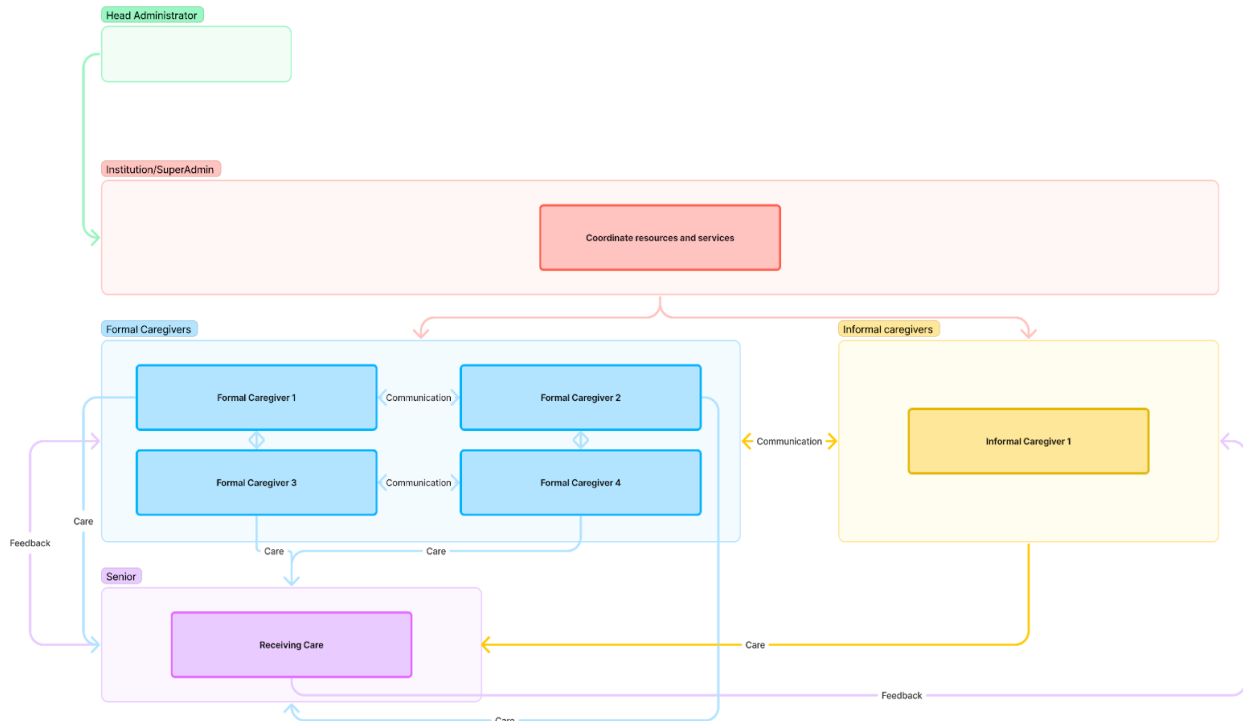 Head Administrator
Institution/SuperAdmin
Coordinate resources and services
Formal Caregivers
Informal caregivers
Formal Caregiver 1
Communication
Formal Caregiver 2
Communication
Informal Caregiver 1
Formal Caregiver 3
Communication
Formal Caregiver 4
Care
Feedback
Care
Care
Senior
Receiving Care
Care
Feedback
Care